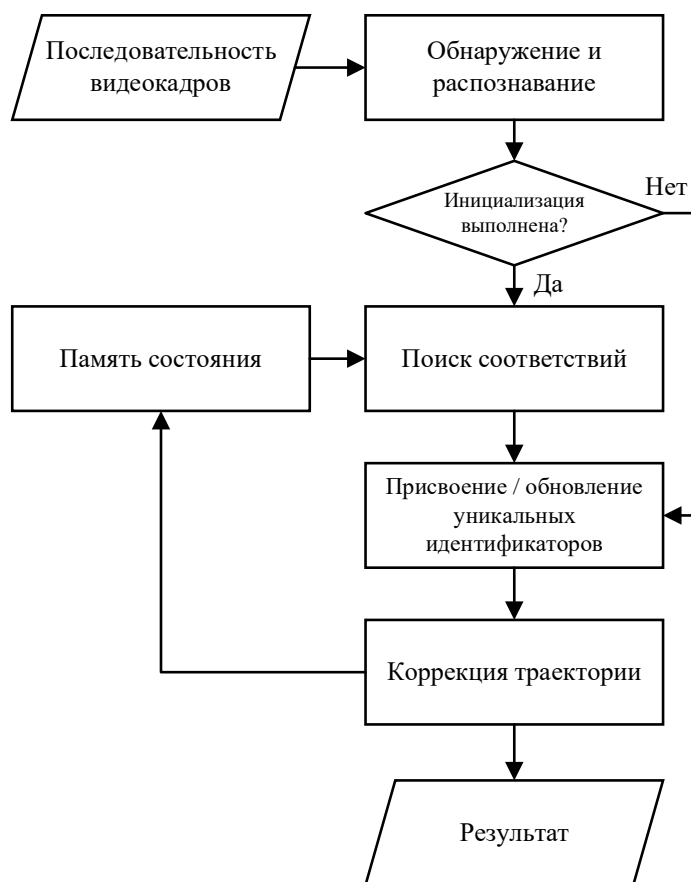 Последовательность
видеокадров
Обнаружение и
распознавание
Инициализация
выполнена?
Нет
Да
Память состояния
Поиск соответствий
Присвоение / обновление
уникальных
идентификаторов
Коррекция траектории
Результат